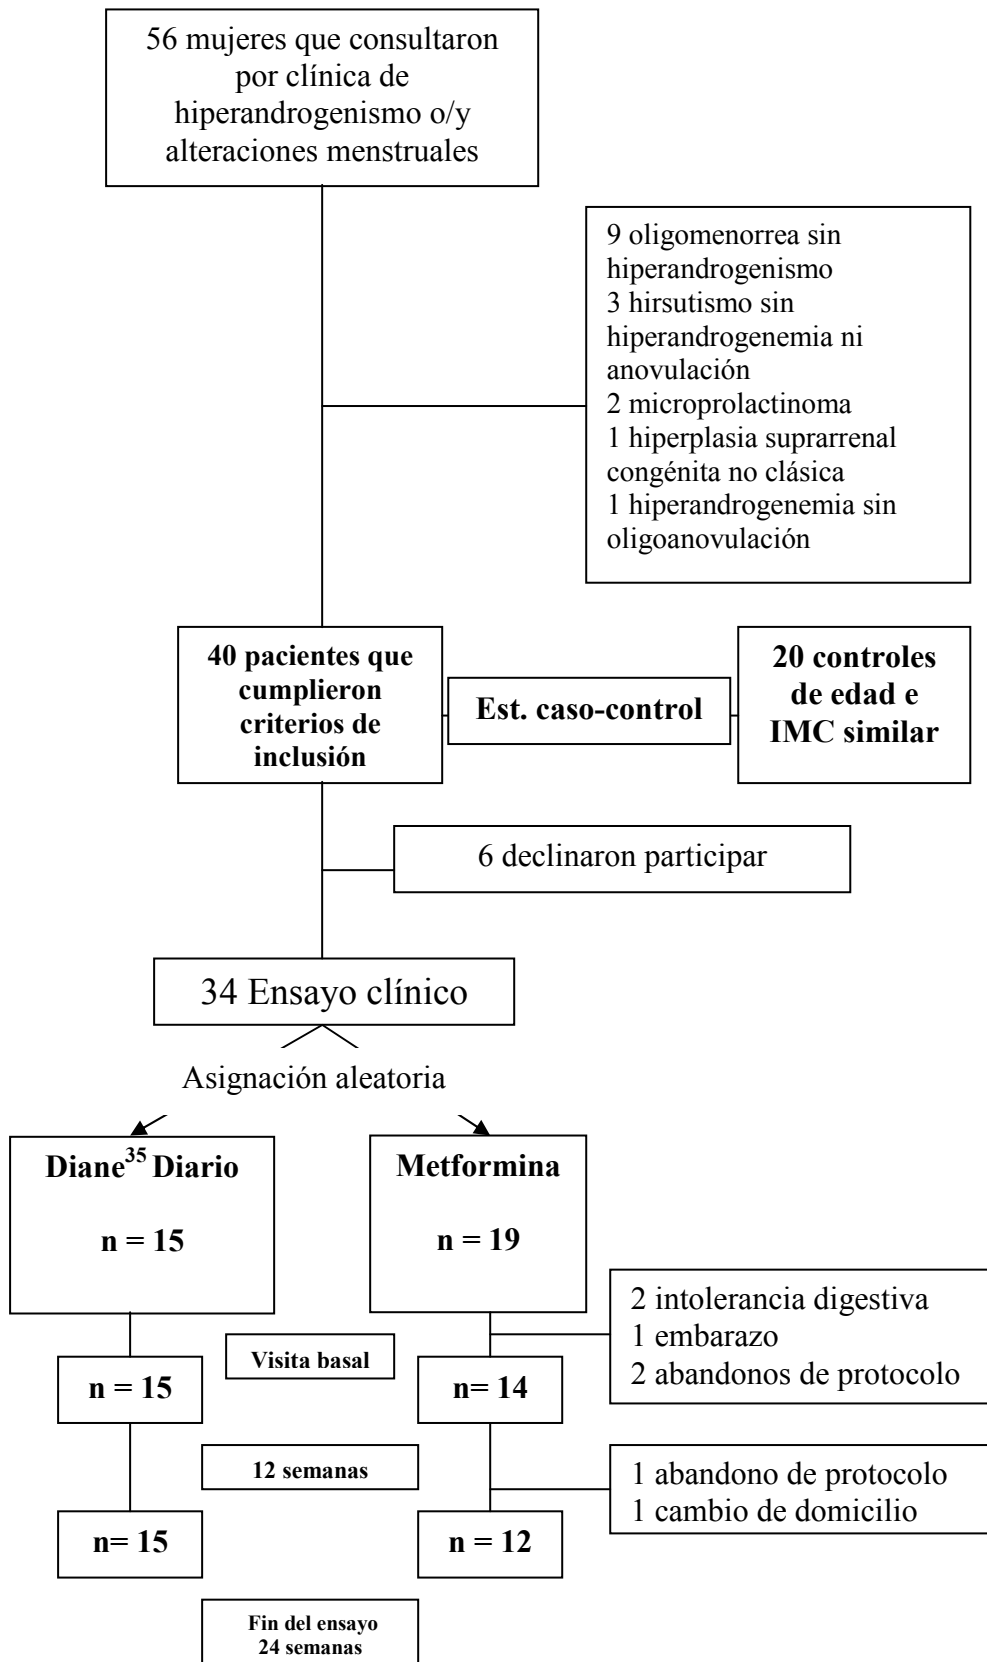 56 mujeres que consultaron
por clínica de
hiperandrogenismo o/y
alteraciones menstruales
9 oligomenorrea sin
hiperandrogenismo
3 hirsutismo sin
hiperandrogenemia ni
anovulación
2 microprolactinoma
1 hiperplasia suprarrenal
congénita no clásica
1 hiperandrogenemia sin
oligoanovulación
40 pacientes que
cumplieron
criterios de
inclusión
Est. caso-control
20 controles
de edad e
IMC similar
6 declinaron participar
34 Ensayo clínico
Asignación aleatoria
Diane³⁵ Diario
n = 15
Metformina
n = 19
2 intolerancia digestiva
1 embarazo
2 abandonos de protocolo
Visita basal
n = 15
n= 14
12 semanas
1 abandono de protocolo
1 cambio de domicilio
n= 15
n = 12
Fin del ensayo
24 semanas